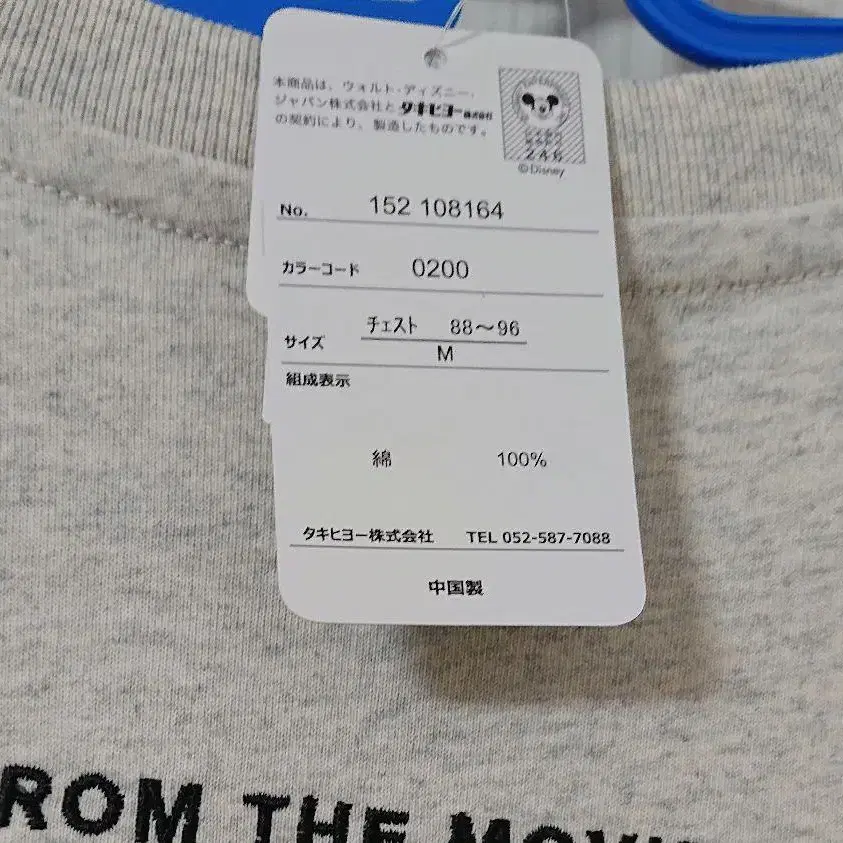 本商品は、ウォルト・ディズニー・
ジャパン株式会社とタキヒヨー株式会社
の契約により、製造したものです。
246
©Disney
No. 152 108164
カラーコード 0200
サイズ チェスト 88～96
M
組成表示
綿 100%
タキヒヨー株式会社 TEL 052-587-7088
中国製
ROM THE MOVI